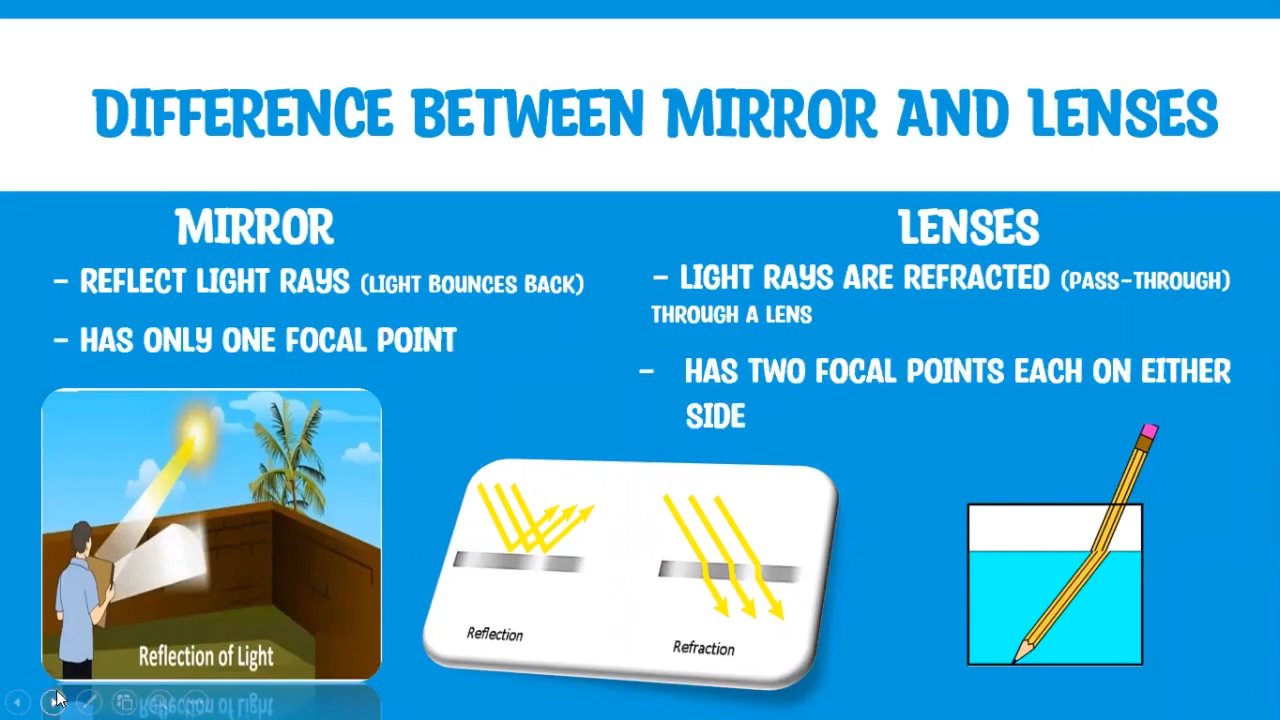 DIFFERENCE BETWEEN MIRROR AND LENSES
MIRROR
- REFLECT LIGHT RAYS (LIGHT BOUNCES BACK)
- HAS ONLY ONE FOCAL POINT
LENSES
- LIGHT RAYS ARE REFRACTED (PASS-THROUGH)
THROUGH A LENS
- HAS TWO FOCAL POINTS EACH ON EITHER
SIDE
Reflection of Light
Reflection
Refraction